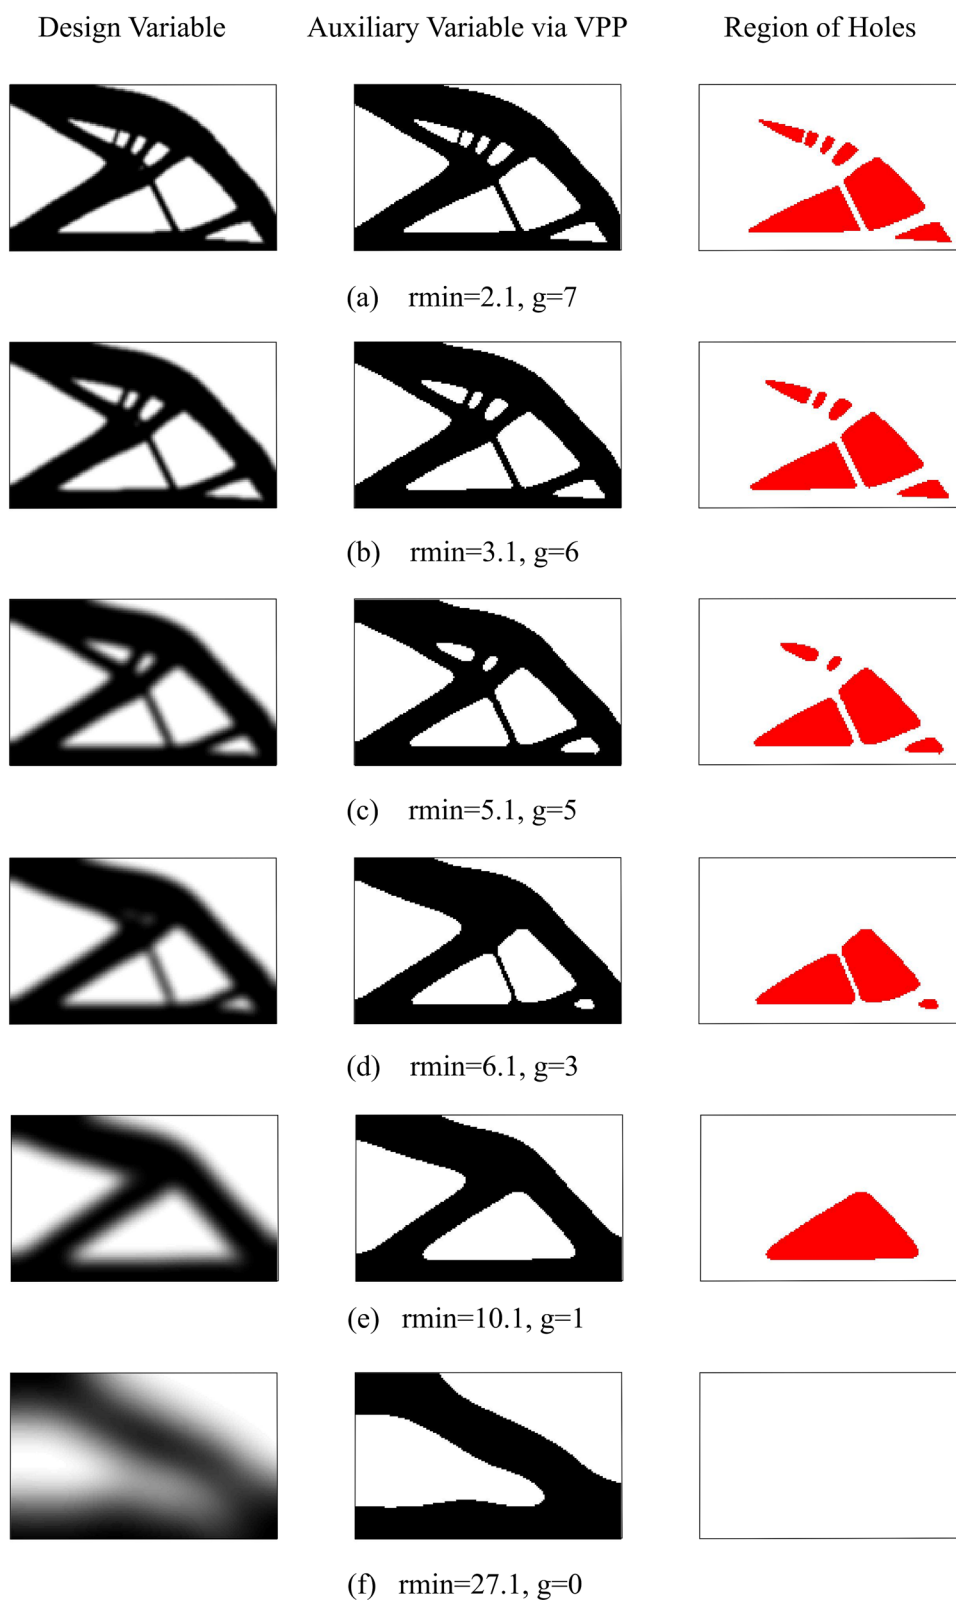 Design Variable Auxiliary Variable via VPP Region of Holes
(a) rmin=2.1, g=7
(b) rmin=3.1, g=6
(c) rmin=5.1, g=5
(d) rmin=6.1, g=3
(e) rmin=10.1, g=1
(f) rmin=27.1, g=0